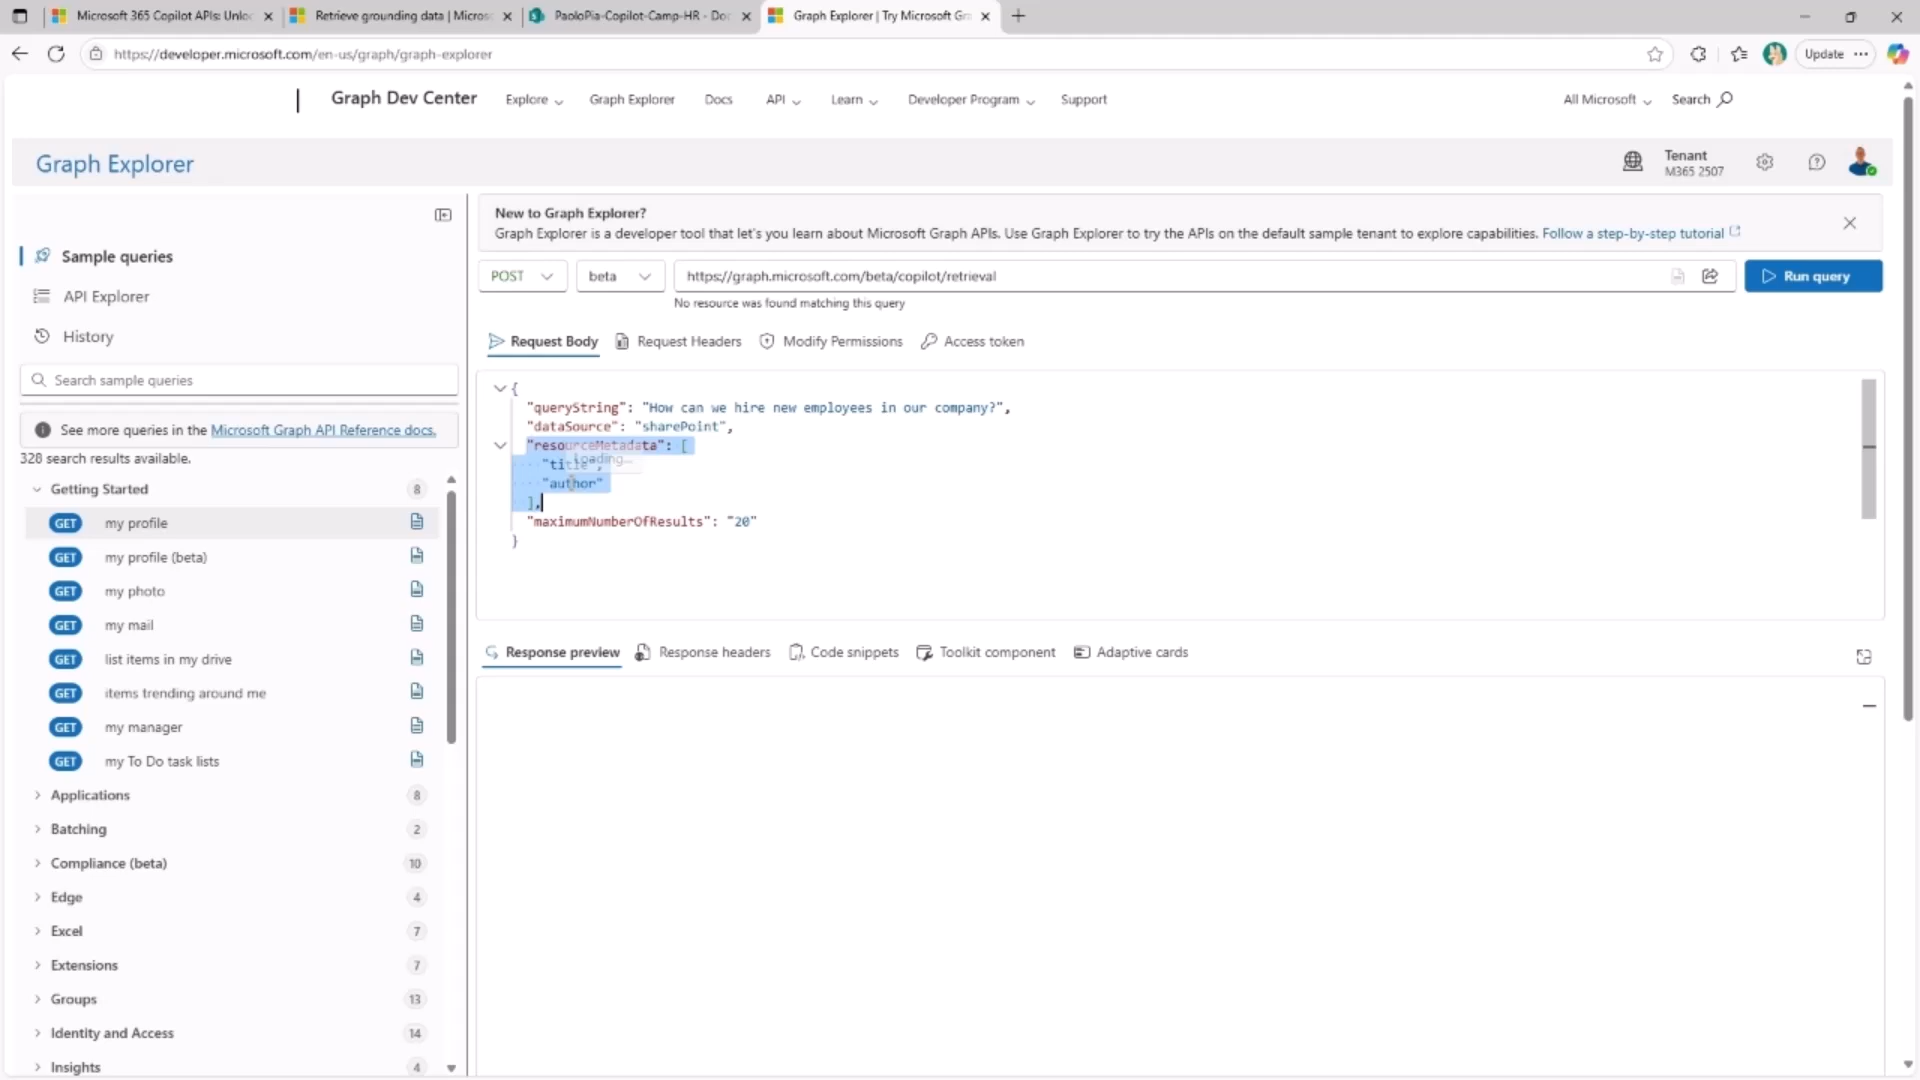 Microsoft 365 Copilot APIs: Unlo
Retrieve grounding data | Micros
PaoloPia-Copilot-Camp-HR - Do
Graph Explorer | Try Microsoft Gr
https://developer.microsoft.com/en-us/graph/graph-explorer
Update
Graph Dev Center
Explore
Graph Explorer
Docs
API
Learn
Developer Program
Support
All Microsoft
Search
Graph Explorer
Tenant
M365 2507
Sample queries
API Explorer
History
Search sample queries
See more queries in the Microsoft Graph API Reference docs.
328 search results available.
Getting Started 8
GET my profile
GET my profile (beta)
GET my photo
GET my mail
GET list items in my drive
GET items trending around me
GET my manager
GET my To Do task lists
Applications 8
Batching 2
Compliance (beta) 10
Edge 4
Excel 7
Extensions 7
Groups 13
Identity and Access 14
Insights 4
New to Graph Explorer?
Graph Explorer is a developer tool that let's you learn about Microsoft Graph APIs. Use Graph Explorer to try the APIs on the default sample tenant to explore capabilities. Follow a step-by-step tutorial
POST
beta
https://graph.microsoft.com/beta/copilot/retrieval
Run query
No resource was found matching this query
Request Body
Request Headers
Modify Permissions
Access token
{
"queryString": "How can we hire new employees in our company?",
"dataSource": "sharePoint",
"resourceMetadata": [
"title",
Loading...
"author"
],
"maximumNumberOfResults": "20"
}
Response preview
Response headers
Code snippets
Toolkit component
Adaptive cards